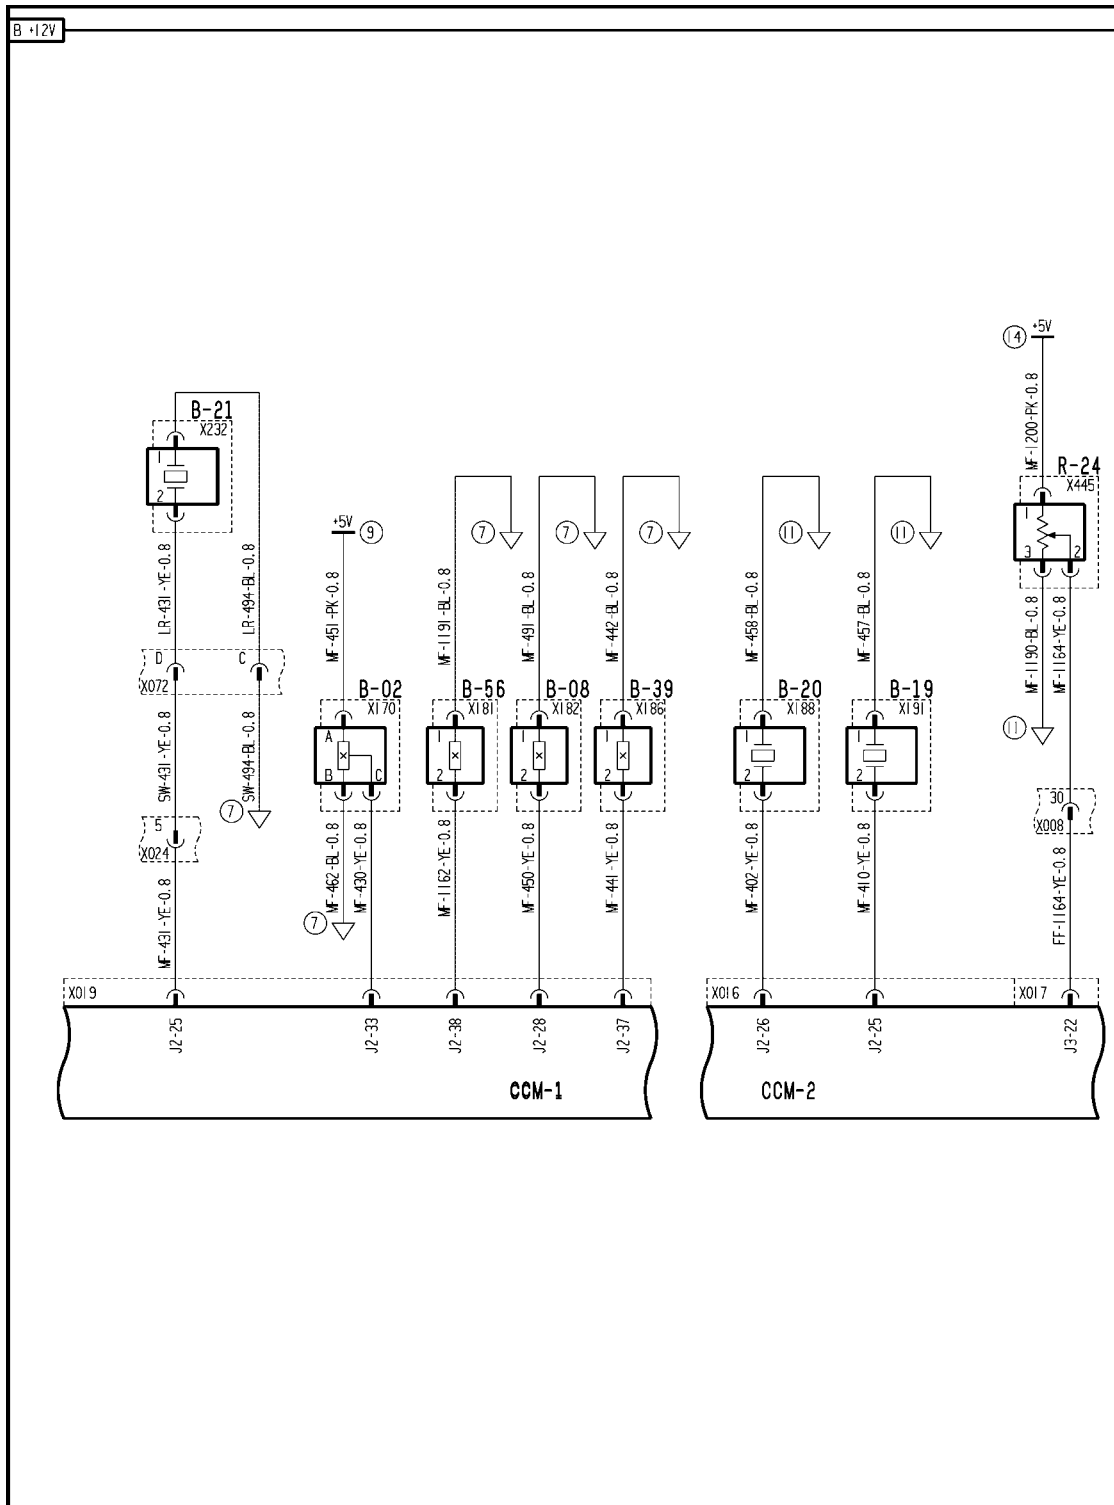 B +12V
14
+5V
MF-1200-PK-0.8
B-21
X232
1
2
R-24
X445
1
3
2
+5V
9
7
7
7
11
11
LR-431-YE-0.8
LR-494-BL-0.8
MF-451-PK-0.8
MF-1191-BL-0.8
MF-491-BL-0.8
MF-442-BL-0.8
MF-458-BL-0.8
MF-457-BL-0.8
MF-1190-BL-0.8
MF-1164-YE-0.8
D
C
X072
B-02
X170
A
B
C
B-56
X181
1
2
B-08
X182
1
2
B-39
X186
1
2
B-20
X188
1
2
B-19
X191
1
2
11
SW-431-YE-0.8
SW-494-BL-0.8
7
5
X024
30
X008
MF-431-YE-0.8
MF-462-BL-0.8
MF-430-YE-0.8
7
MF-1162-YE-0.8
MF-450-YE-0.8
MF-441-YE-0.8
MF-402-YE-0.8
MF-410-YE-0.8
FF-1164-YE-0.8
X019
X016
X017
J2-25
J2-33
J2-38
J2-28
J2-37
J2-26
J2-25
J3-22
CCM-1
CCM-2